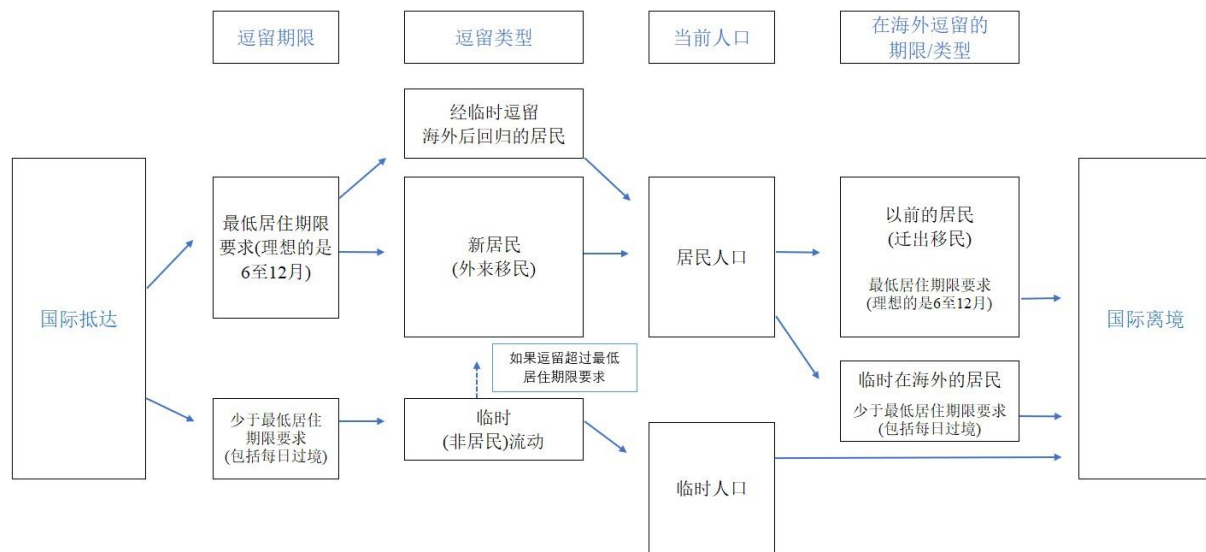 逗留期限
逗留类型
当前人口
在海外逗留的
期限/类型
国际抵达
最低居住期限
要求(理想的是
6至12月)
少于最低居住
期限要求
(包括每日过境)
经临时逗留
海外后回归的居民
新居民
(外来移民)
如果逗留超过最低
居住期限要求
临时
(非居民)流动
居民人口
临时人口
以前的居民
(迁出移民)
最低居住期限要求
(理想的是6至12月)
临时在海外的居民
少于最低居住期限要求
(包括每日过境)
国际离境